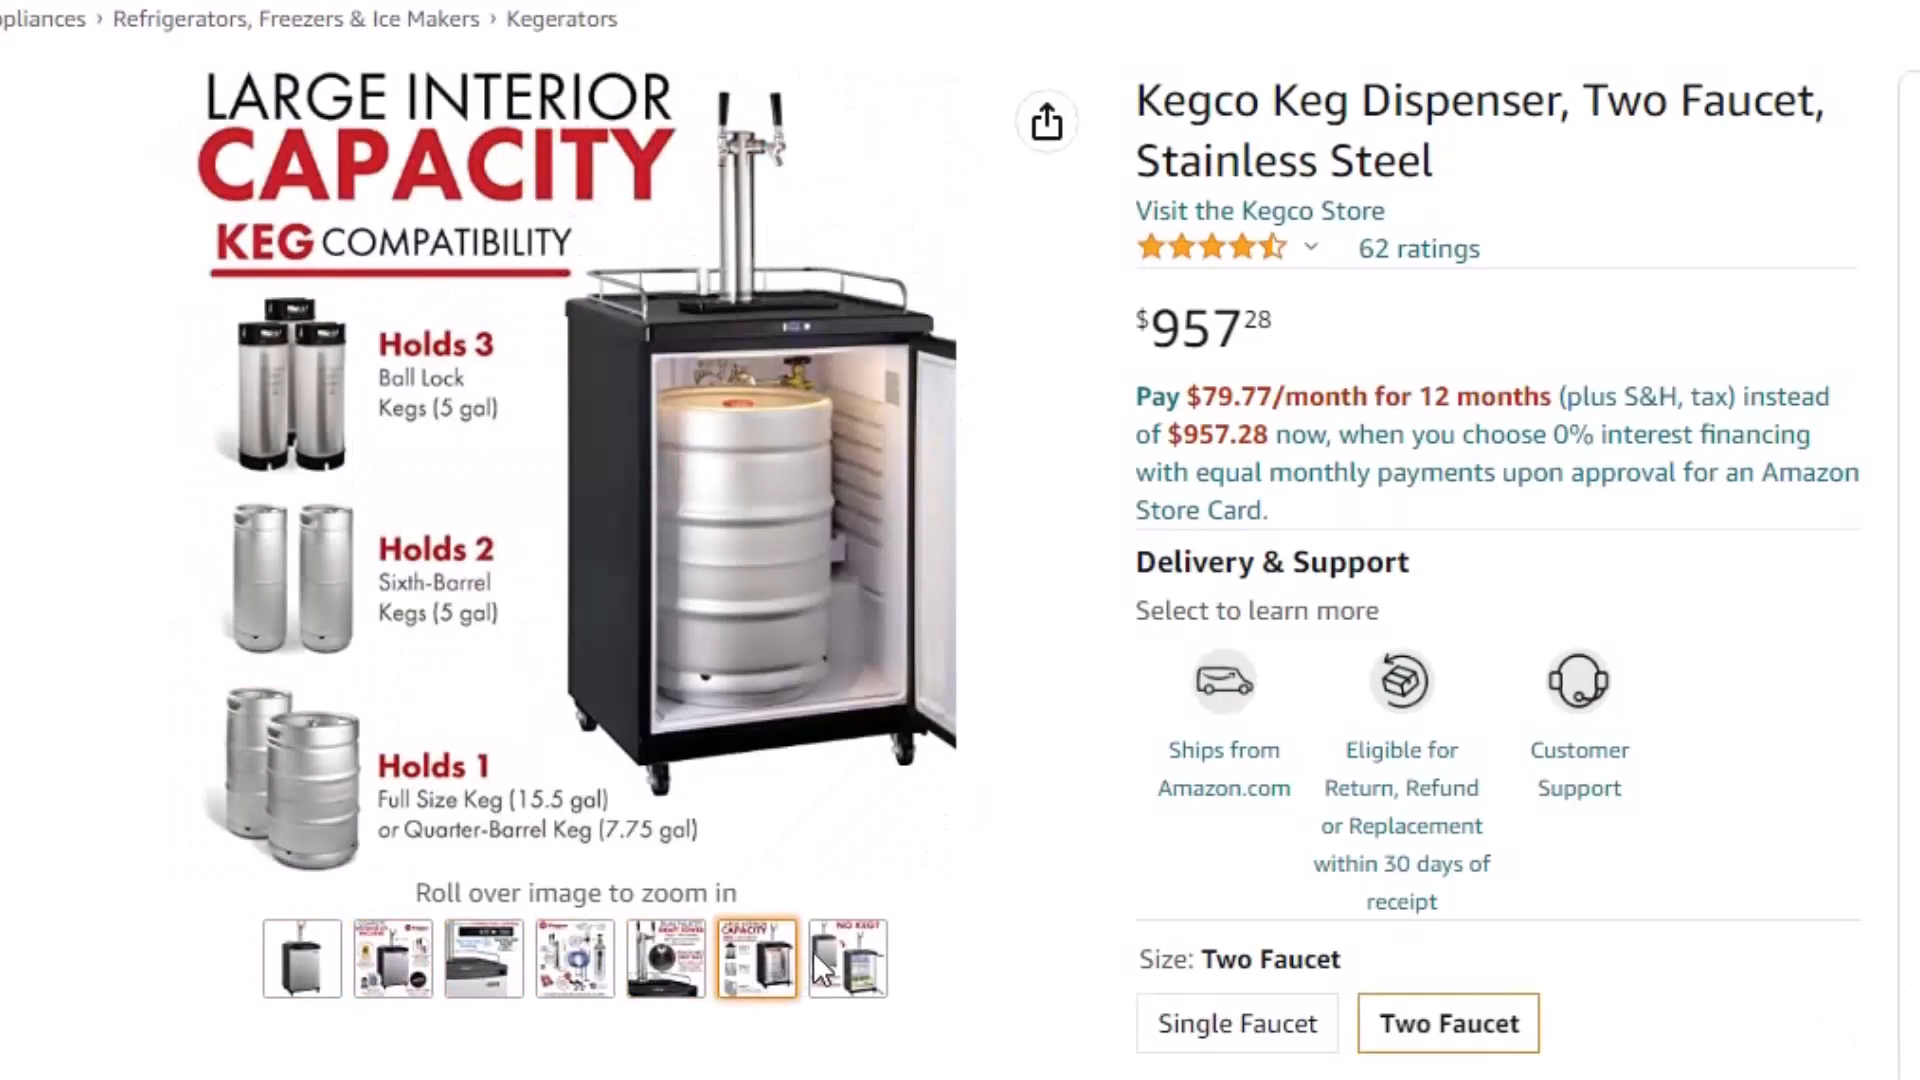 ppliances › Refrigerators, Freezers & Ice Makers › Kegerators
LARGE INTERIOR
CAPACITY
KEG COMPATIBILITY
Holds 3
Ball Lock
Kegs (5 gal)
Holds 2
Sixth-Barrel
Kegs (5 gal)
Holds 1
Full Size Keg (15.5 gal)
or Quarter-Barrel Keg (7.75 gal)
Roll over image to zoom in
CAPACITY
NO KEG?
Kegco Keg Dispenser, Two Faucet,
Stainless Steel
Visit the Kegco Store
62 ratings
$957 28
Pay $79.77/month for 12 months (plus S&H, tax) instead
of $957.28 now, when you choose 0% interest financing
with equal monthly payments upon approval for an Amazon
Store Card.
Delivery & Support
Select to learn more
Ships from
Amazon.com
Eligible for
Return, Refund
or Replacement
within 30 days of
receipt
Customer
Support
Size: Two Faucet
Single Faucet
Two Faucet